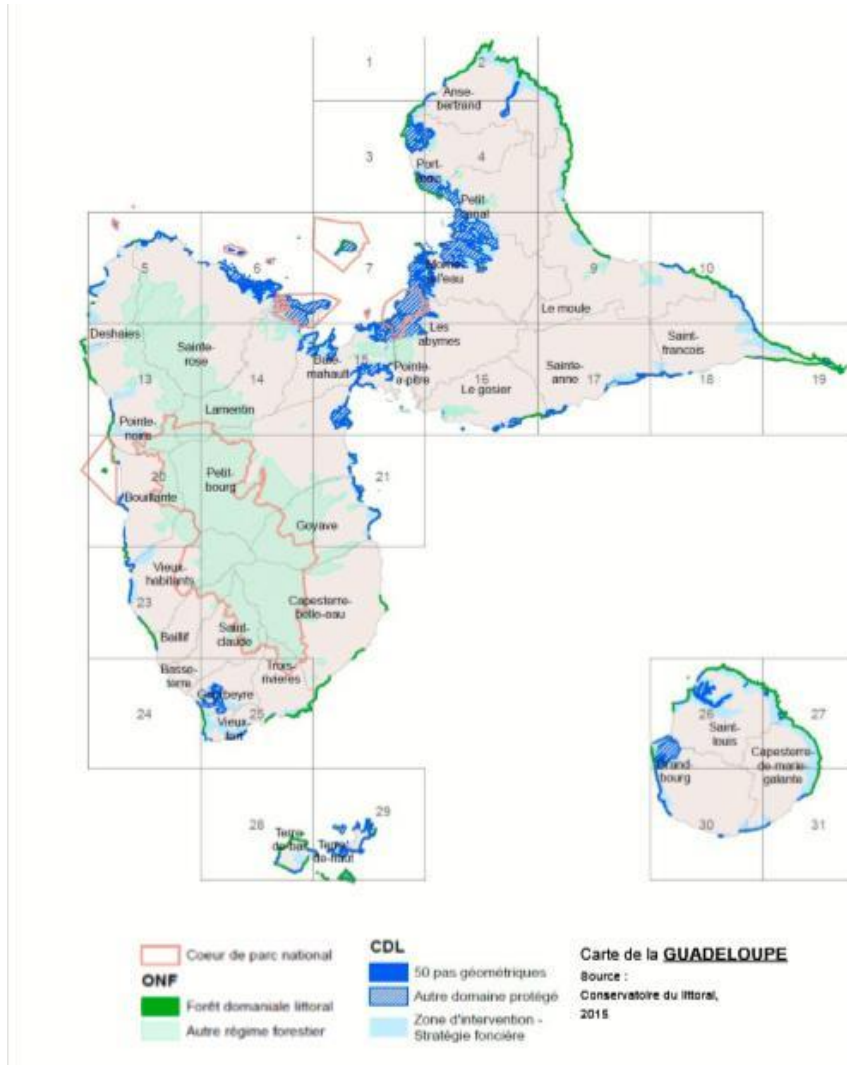 1
2
Anse-
bertrand
3
4
Port-
Petit-
canal
5
6
7
Morne-
à l'eau
9
10
Le moule
Deshaies
Sainte-
rose
Les
abymes
Saint-
francois
Baie-
mahault
15
Pointe-
a-pitre
Sainte-
anne
13
14
16
17
18
19
Le gosier
Lamentin
Pointe-
noire
20
Petit-
bourg
21
Bouillante
Goyave
Vieux-
habitants
Capesterre-
belle-eau
23
Saint-
claude
Baillif
Basse-
terre
Trois-
rivieres
Gourbeyre
24
25
Vieux-
fort
26
27
Saint-
louis
Capesterre-
de-marie-
galante
Grand-
bourg
28
29
Terre-
de-bas
Terre-
de-haut
30
31
Coeur de parc national
ONF
Forêt domaniale littoral
Autre régime forestier
CDL
50 pas géométriques
Autre domaine protégé
Zone d'intervention -
Stratégie foncière
Carte de la GUADELOUPE
Source :
Conservatoire du littoral,
2015